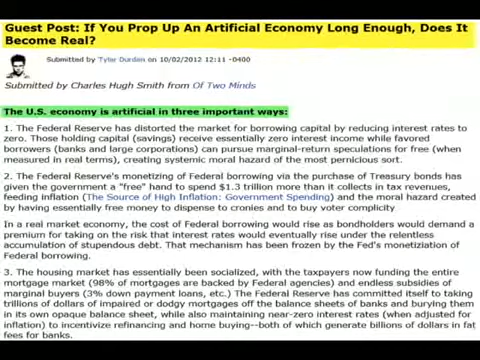 Guest Post: If You Prop Up An Artificial Economy Long Enough, Does It
Become Real?
Submitted by Tyler Durden on 10/02/2012 12:11 -0400
Submitted by Charles Hugh Smith from Of Two Minds
The U.S. economy is artificial in three important ways:
1. The Federal Reserve has distorted the market for borrowing capital by reducing interest rates to
zero. Those holding capital (savings) receive essentially zero interest income while favored
borrowers (banks and large corporations) can pursue marginal-return speculations for free (when
measured in real terms), creating systemic moral hazard of the most pernicious sort.
2. The Federal Reserve's monetizing of Federal borrowing via the purchase of Treasury bonds has
given the government a "free" hand to spend $1.3 trillion more than it collects in tax revenues,
feeding inflation (The Source of High Inflation: Government Spending) and the moral hazard created
by having essentially free money to dispense to cronies and to buy voter complicity
In a real market economy, the cost of Federal borrowing would rise as bondholders would demand a
premium for taking on the risk that interest rates would eventually rise under the relentless
accumulation of stupendous debt. That mechanism has been frozen by the Fed's monetiziation of
Federal borrowing.
3. The housing market has essentially been socialized, with the taxpayers now funding the entire
mortgage market (98% of mortgages are backed by Federal agencies) and endless subsidies of
marginal buyers (3% down payment loans, etc.) The Federal Reserve has committed itself to taking
trillions of dollars of impaired or dodgy mortgages off the balance sheets of banks and burying them
in its own opaque balance sheet, while also maintaining near-zero interest rates (when adjusted for
inflation) to incentivize refinancing and home buying--both of which generate billions of dollars in fat
fees for banks.